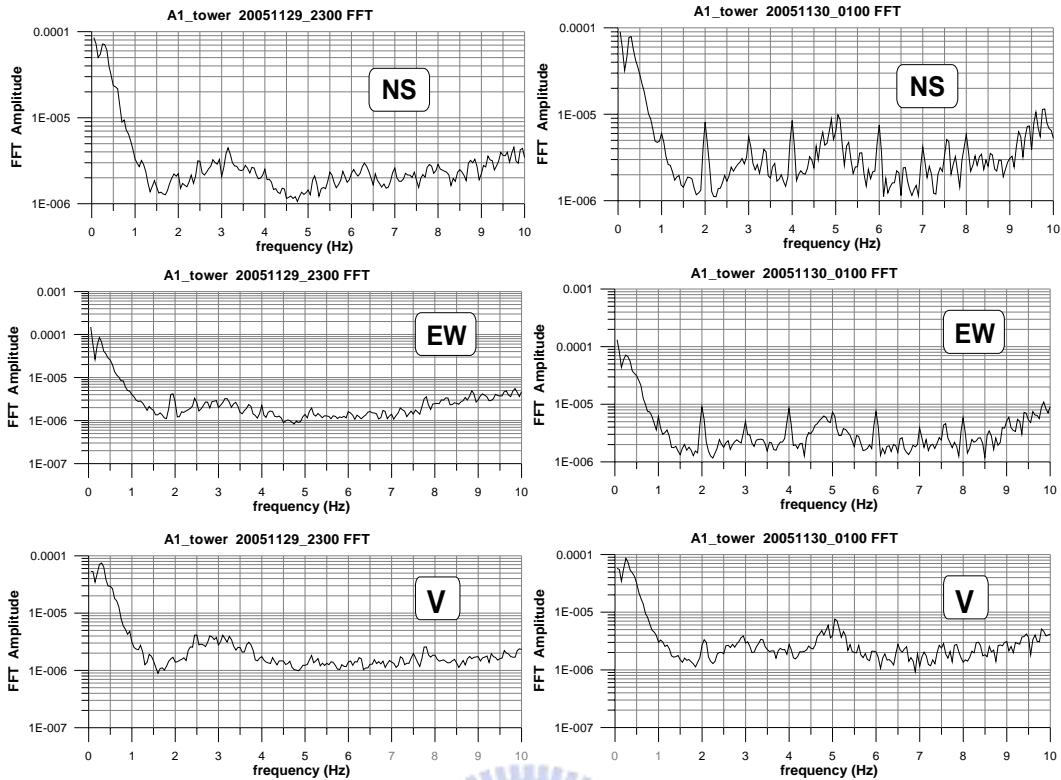 A1_tower 20051129_2300 FFT
0.0001
1E-005
1E-006
FFT Amplitude
NS
0 1 2 3 4 5 6 7 8 9 10
frequency (Hz)
A1_tower 20051130_0100 FFT
0.0001
1E-005
1E-006
FFT Amplitude
NS
0 1 2 3 4 5 6 7 8 9 10
frequency (Hz)
A1_tower 20051129_2300 FFT
0.001
0.0001
1E-005
1E-006
1E-007
FFT Amplitude
EW
0 1 2 3 4 5 6 7 8 9 10
frequency (Hz)
A1_tower 20051130_0100 FFT
0.001
0.0001
1E-005
1E-006
FFT Amplitude
EW
0 1 2 3 4 5 6 7 8 9 10
frequency (Hz)
A1_tower 20051129_2300 FFT
0.0001
1E-005
1E-006
1E-007
FFT Amplitude
V
0 1 2 3 4 5 6 7 8 9 10
frequency (Hz)
A1_tower 20051130_0100 FFT
0.0001
1E-005
1E-006
1E-007
FFT Amplitude
V
0 1 2 3 4 5 6 7 8 9 10
frequency (Hz)